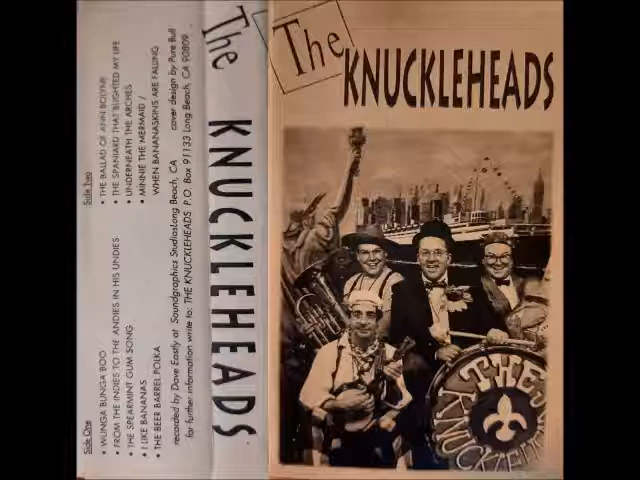 Side One
• WUNGA BUNGA BOO
• FROM THE INDIES TO THE ANDIES IN HIS UNDIES
• THE SPEARMINT GUM SONG
• I LIKE BANANAS
• THE BEER BARREL POLKA
Side Two
• THE BALLAD OF ANN BOLYNE
• THE SPANIARD THAT BLIGHTED MY LIFE
• UNDERNEATH THE ARCHES
• MINNIE THE MERMAID /
WHEN BANANASKINS ARE FALLING
recorded by Dave Eastly at Soundgraphics StudiosLong Beach, CA cover design by Pure Bull
for further information write to: THE KNUCKLEHEADS P.O. Box 91133 Long Beach, CA 90809
The KNUCKLEHEADS
The
KNUCKLEHEADS
THE
KNUCKLEHEADS